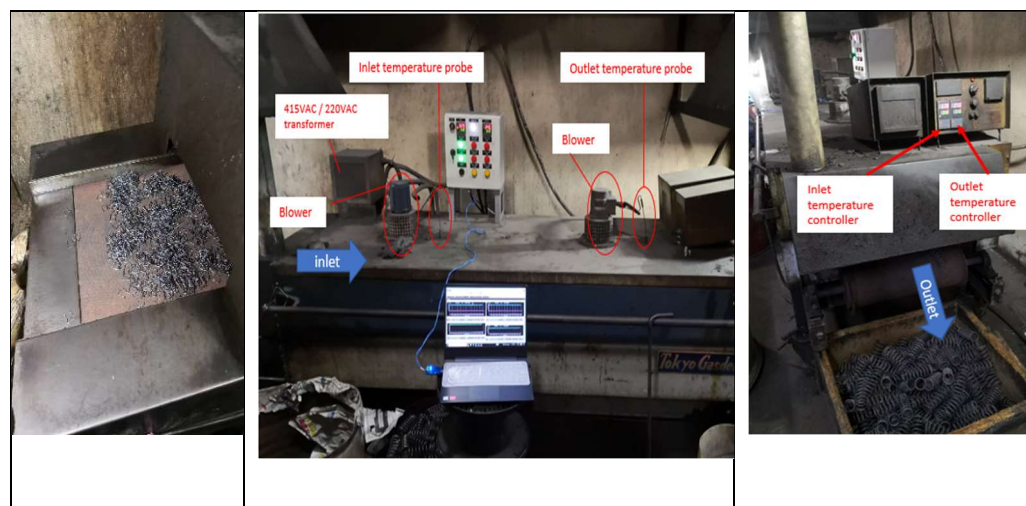 Inlet temperature probe
Outlet temperature probe
415VAC / 220VAC
transformer
Blower
Blower
inlet
Tokyo Gasden
Inlet
temperature
controller
Outlet
temperature
controller
Outlet